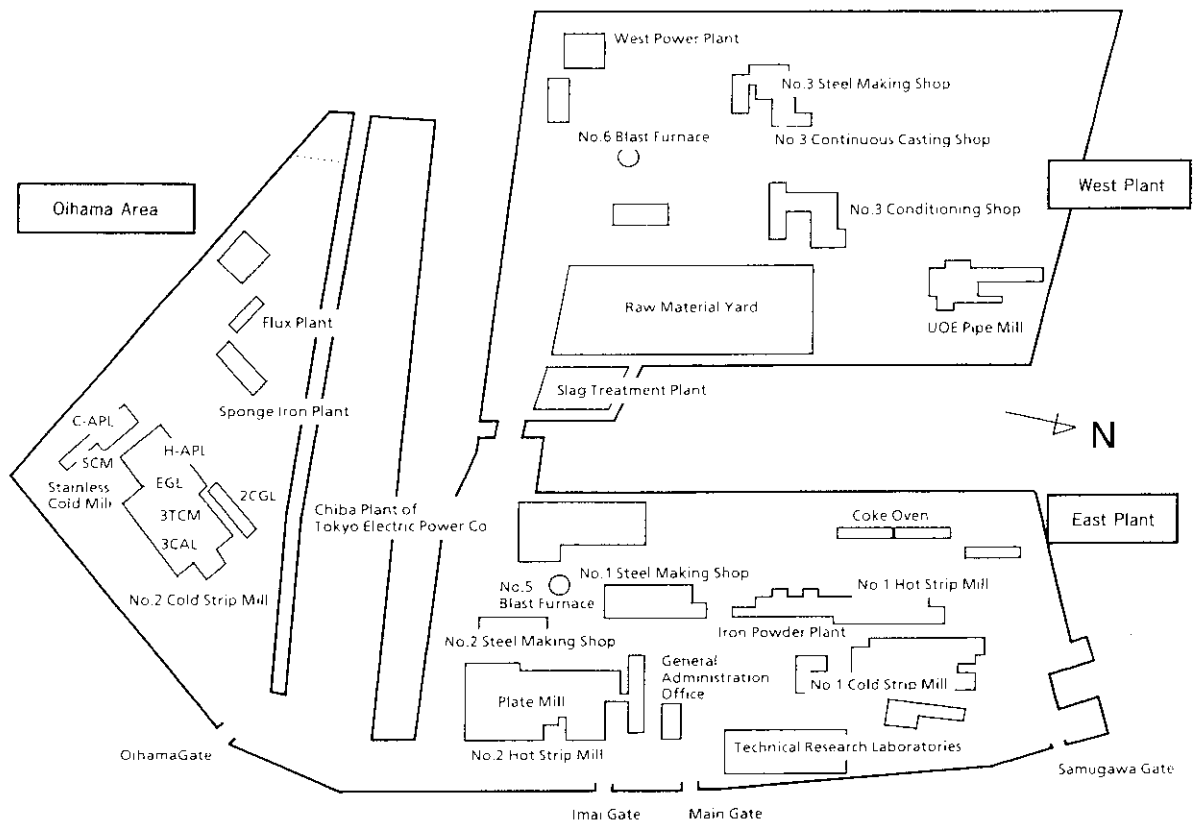 West Power Plant
No.3 Steel Making Shop
No.6 Blast Furnace
No 3 Continuous Casting Shop
West Plant
Oihama Area
No.3 Conditioning Shop
Flux Plant
Raw Material Yard
UOE Pipe Mill
Sponge Iron Plant
Slag Treatment Plant
C-APL
SCM
Stainless
Cold Mill
H-APL
EGL
2CGL
3TCM
3CAL
No.2 Cold Strip Mill
Chiba Plant of
Tokyo Electric Power Co
N
East Plant
Coke Oven
No.5
Blast Furnace
No.1 Steel Making Shop
No 1 Hot Strip Mill
Iron Powder Plant
No.2 Steel Making Shop
General
Administration
Office
No 1 Cold Strip Mill
Plate Mill
No.2 Hot Strip Mill
Technical Research Laboratories
OihamaGate
Imai Gate
Main Gate
Samugawa Gate